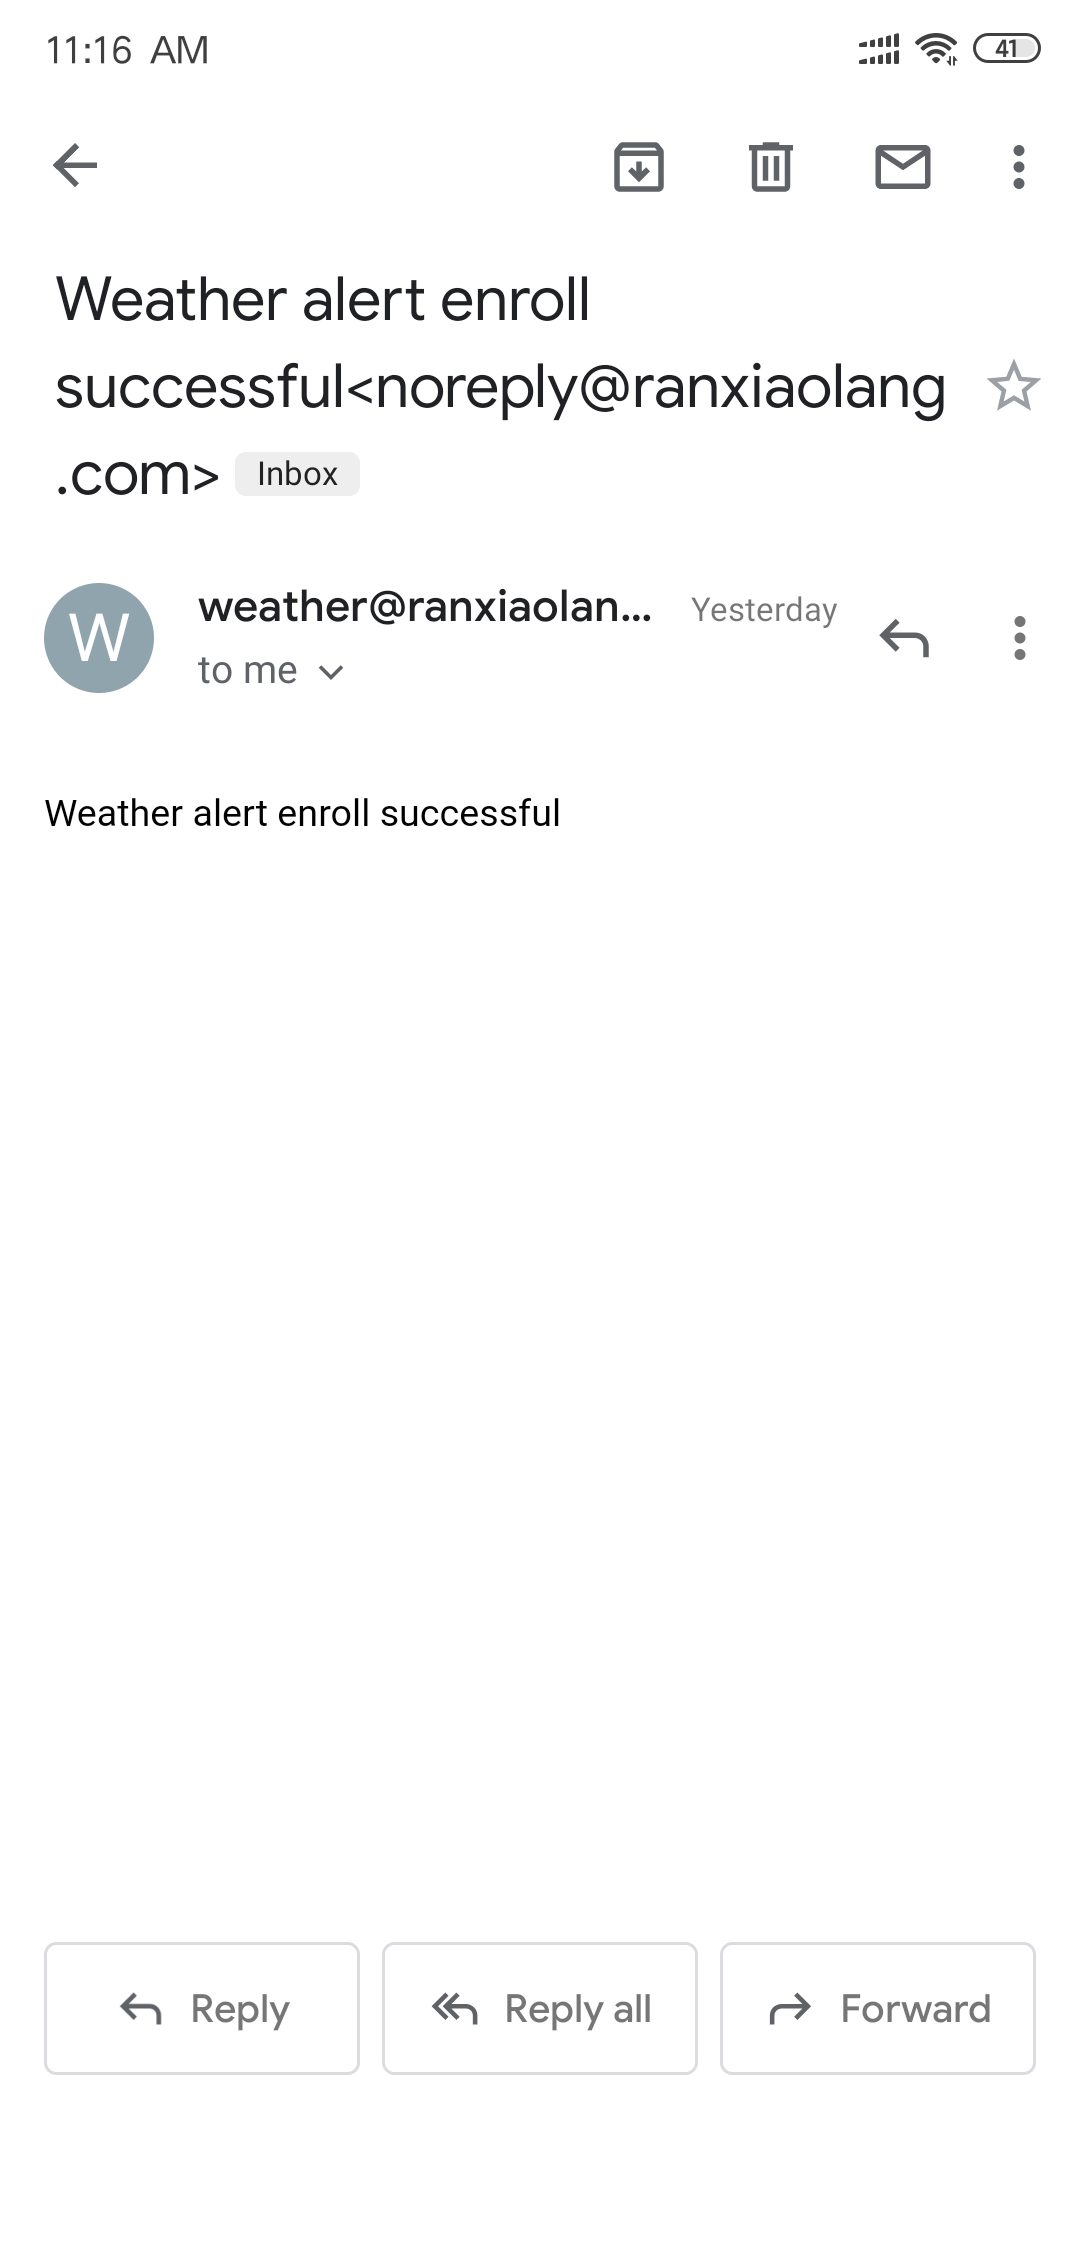 11:16 AM
41
Weather alert enroll
successful<noreply@ranxiaolang
.com> Inbox
W
weather@ranxiaolan... Yesterday
to me
Weather alert enroll successful
Reply Reply all Forward